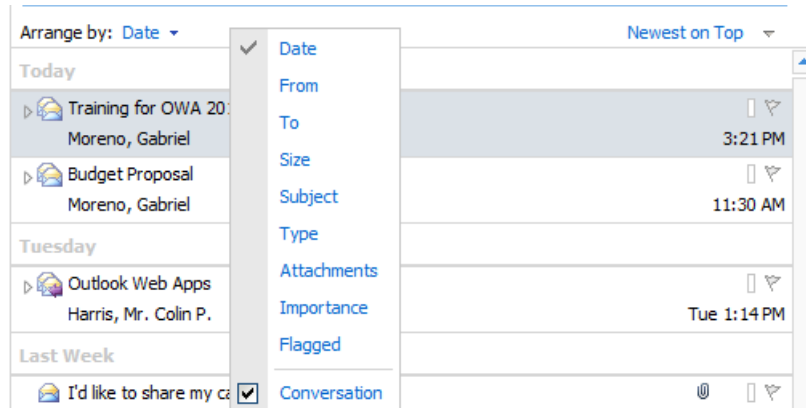 Arrange by: Date
Newest on Top
Date
From
To
Size
Subject
Type
Attachments
Importance
Flagged
Conversation
Today
Training for OWA
Moreno, Gabriel
3:21 PM
Budget Proposal
Moreno, Gabriel
11:30 AM
Tuesday
Outlook Web Apps
Harris, Mr. Colin P.
Tue 1:14 PM
Last Week
I'd like to share my